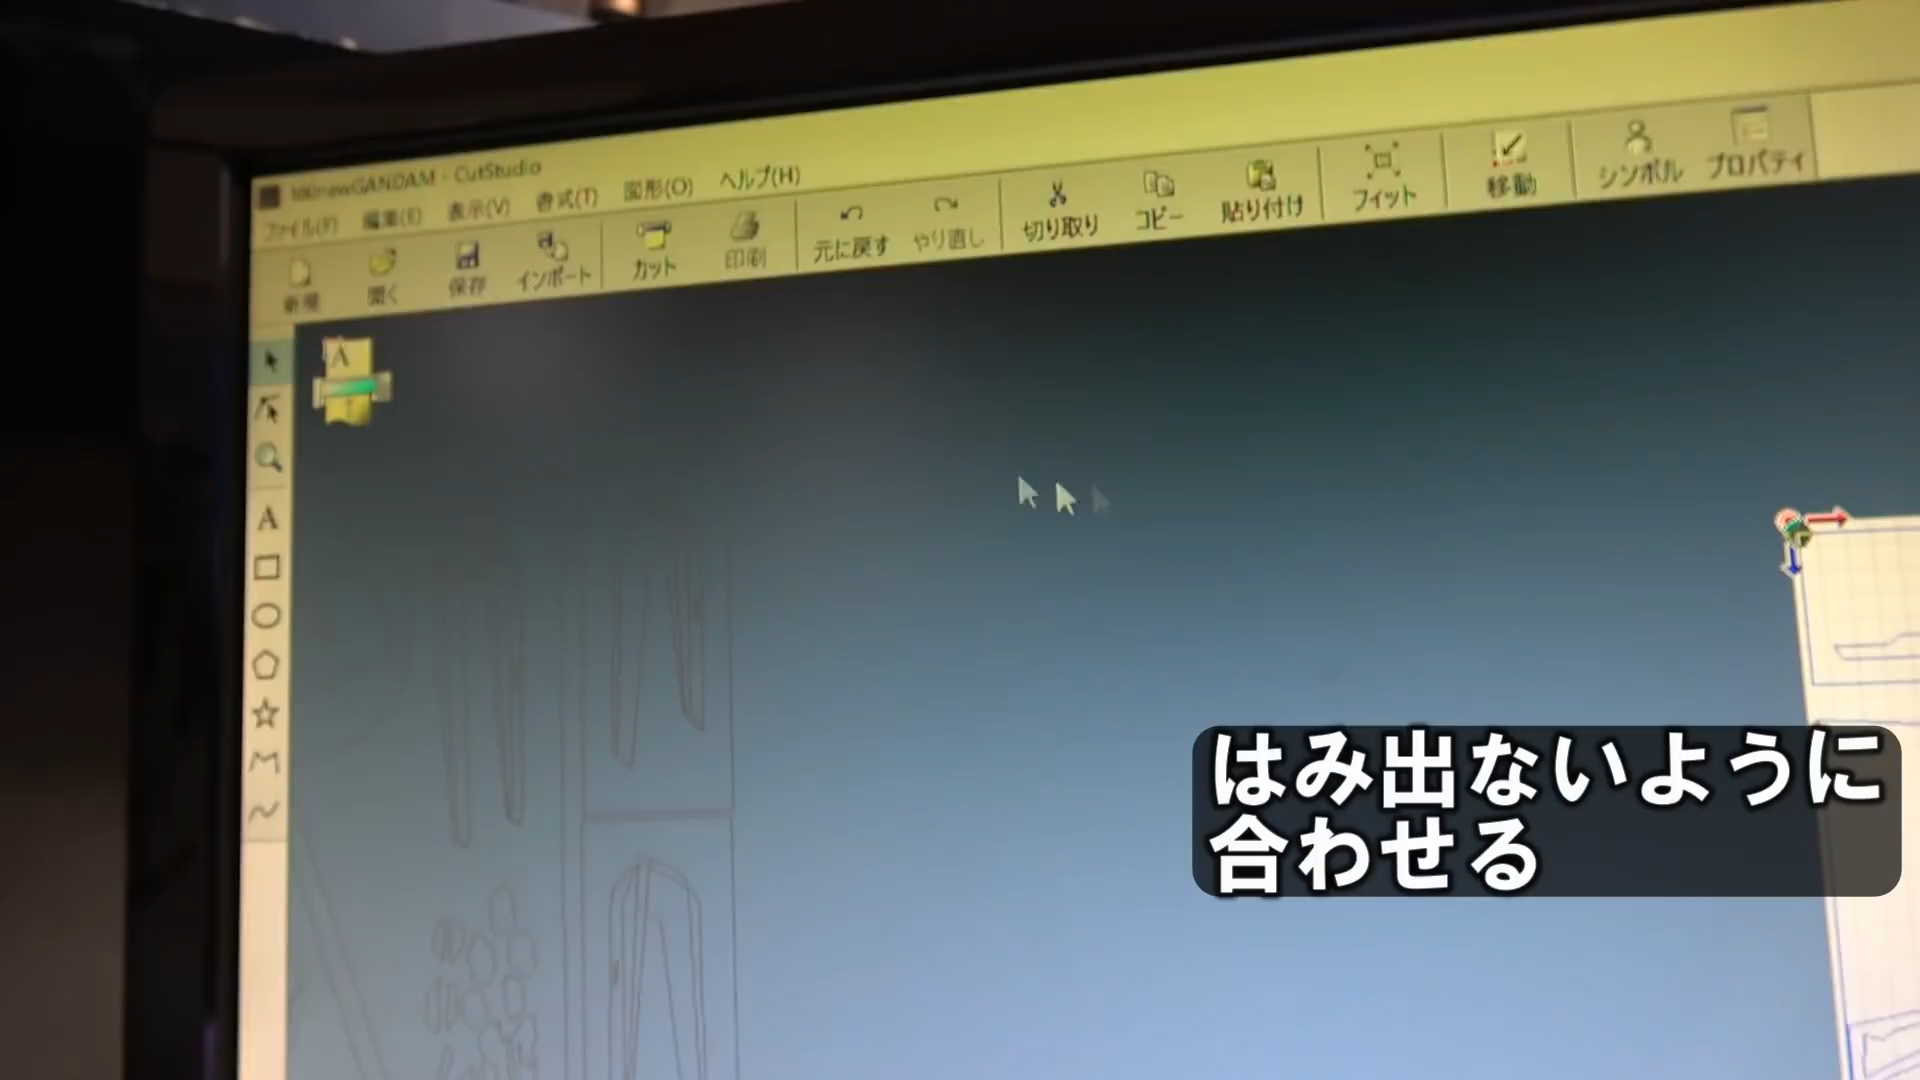 100newGANDAM - CutStudio
ファイル(F) 編集(E) 表示(V) 書式(T) 図形(O) ヘルプ(H)
新規 開く 保存 インポート カット 印刷 元に戻す やり直し 切り取り コピー 貼り付け フィット 移動 シンボル プロパティ
A
A
はみ出ないように
合わせる